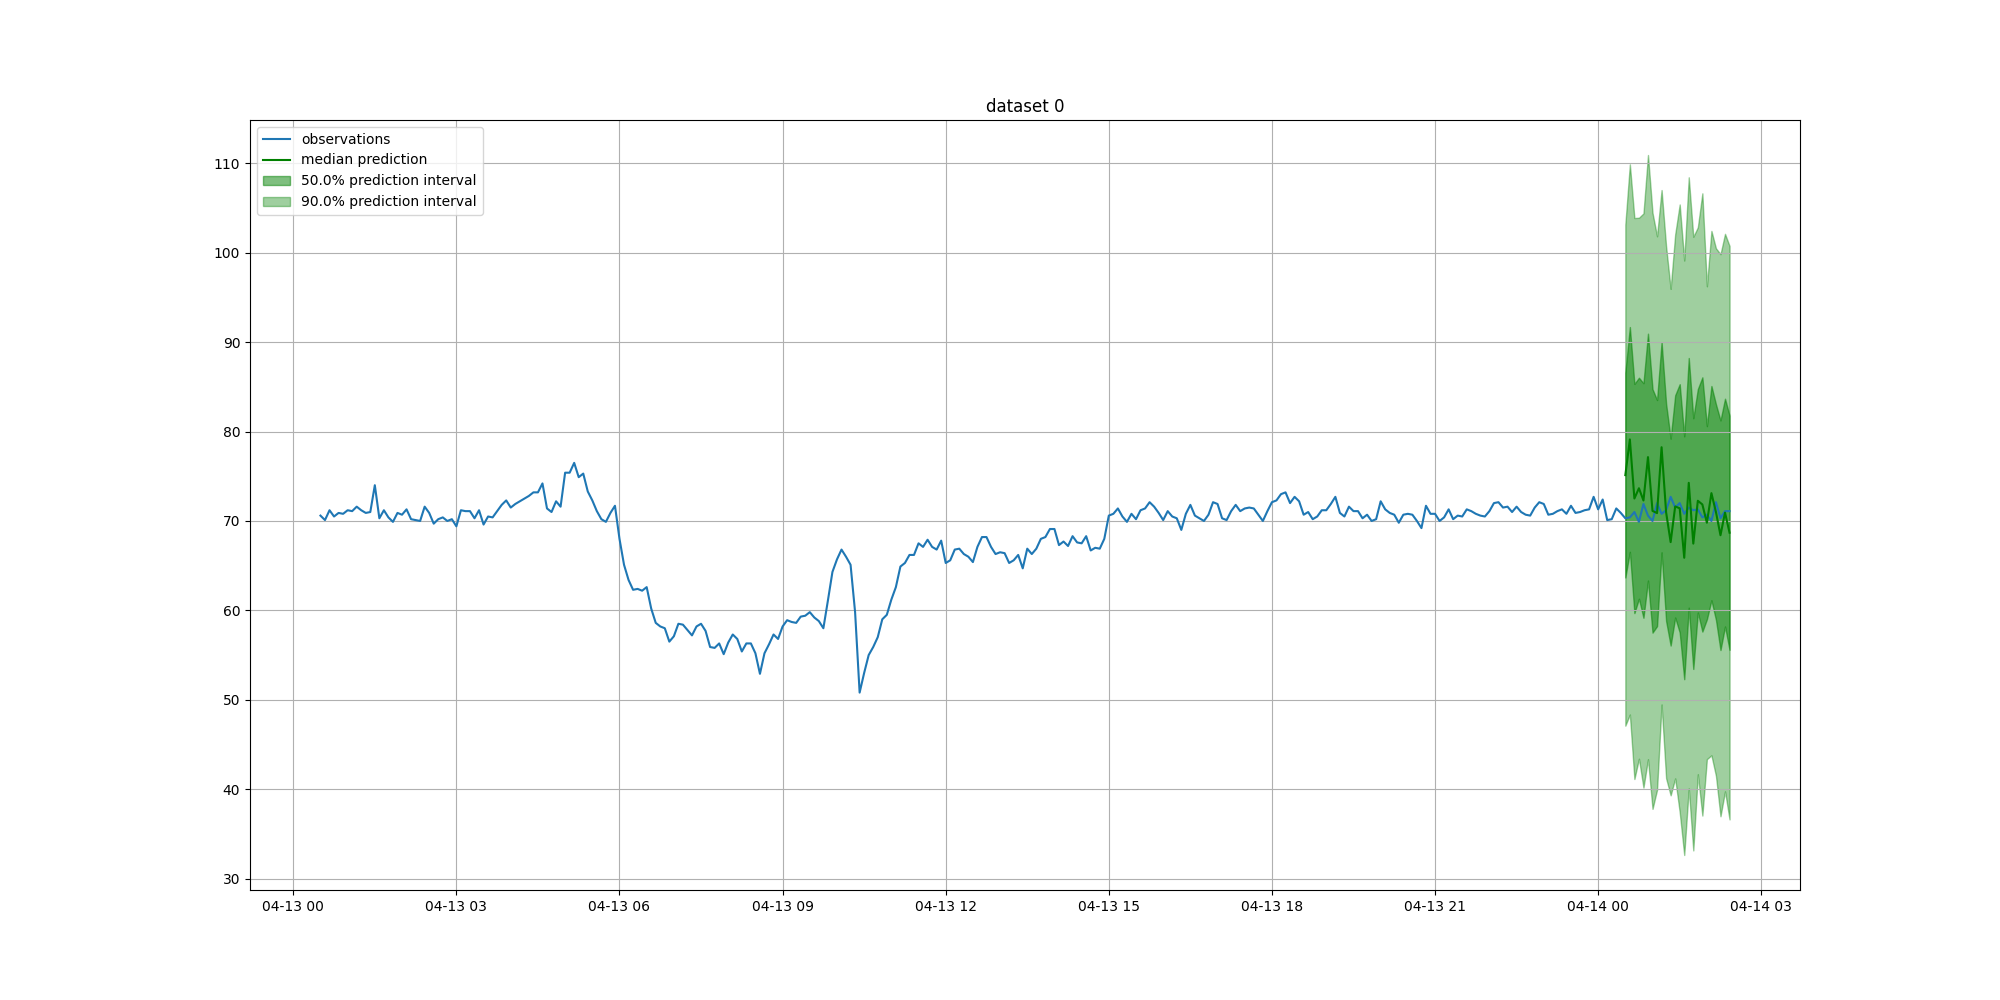 dataset 0
observations
median prediction
50.0% prediction interval
90.0% prediction interval
110
100
90
80
70
60
50
40
30
04-13 00 04-13 03 04-13 06 04-13 09 04-13 12 04-13 15 04-13 18 04-13 21 04-14 00 04-14 03